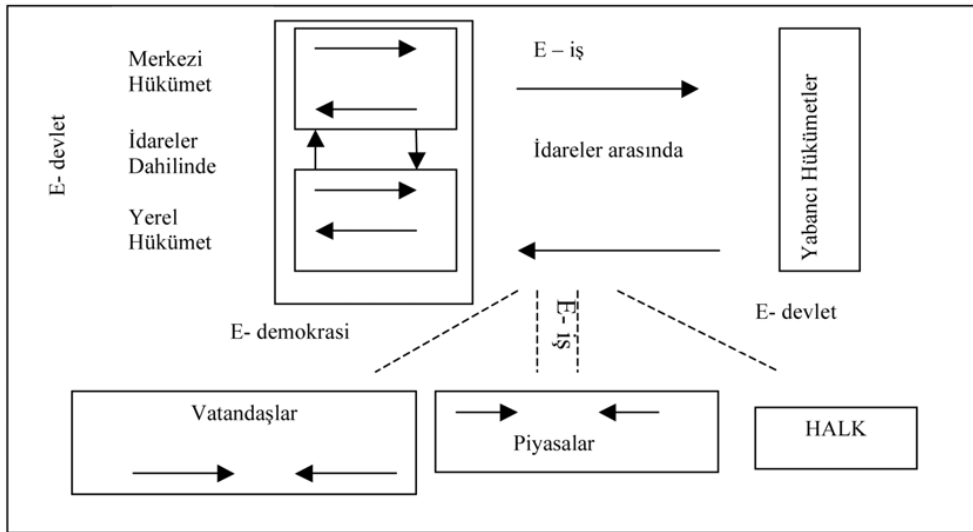 E- devlet
Merkezi
Hükümet
İdareler
Dahilinde
Yerel
Hükümet
E – iş
İdareler arasında
Yabancı Hükümetler
E- demokrasi
E- iş
E- devlet
Vatandaşlar
Piyasalar
HALK